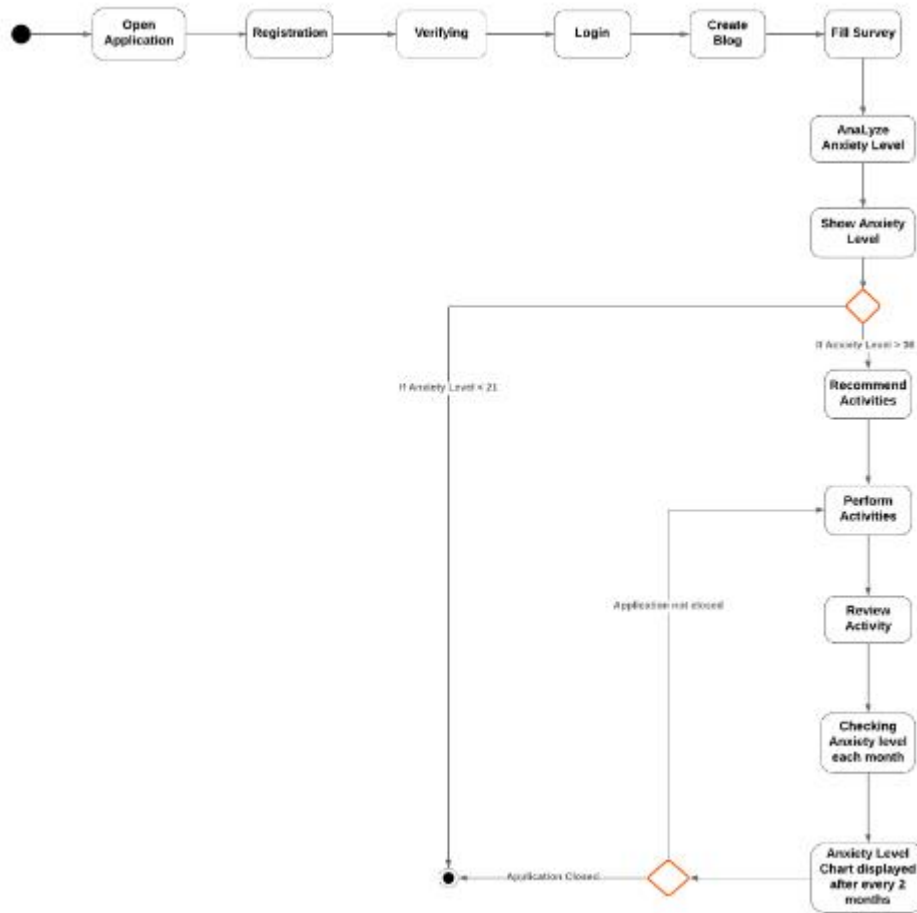 Open
Application
Registration
Verifying
Login
Create
Blog
Fill Survey
AnaLyze
Anxiety Level
Show Anxiety
Level
If Anxiety Level >
If Anxiety Level < 21
Recommend
Activities
Perform
Activities
Application not closed
Review
Activity
Checking
Anxiety level
each month
Anxiety Level
Chart displayed
after every 2
months
Application Closed